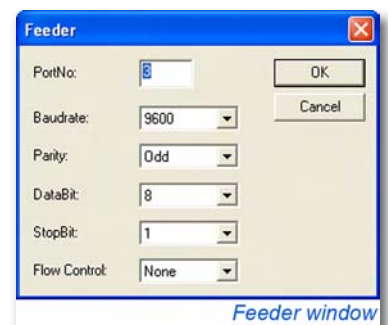 Feeder
PortNo: 3 OK
Cancel
Baudrate: 9600
Parity: Odd
DataBit: 8
StopBit: 1
Flow Control: None
Feeder window